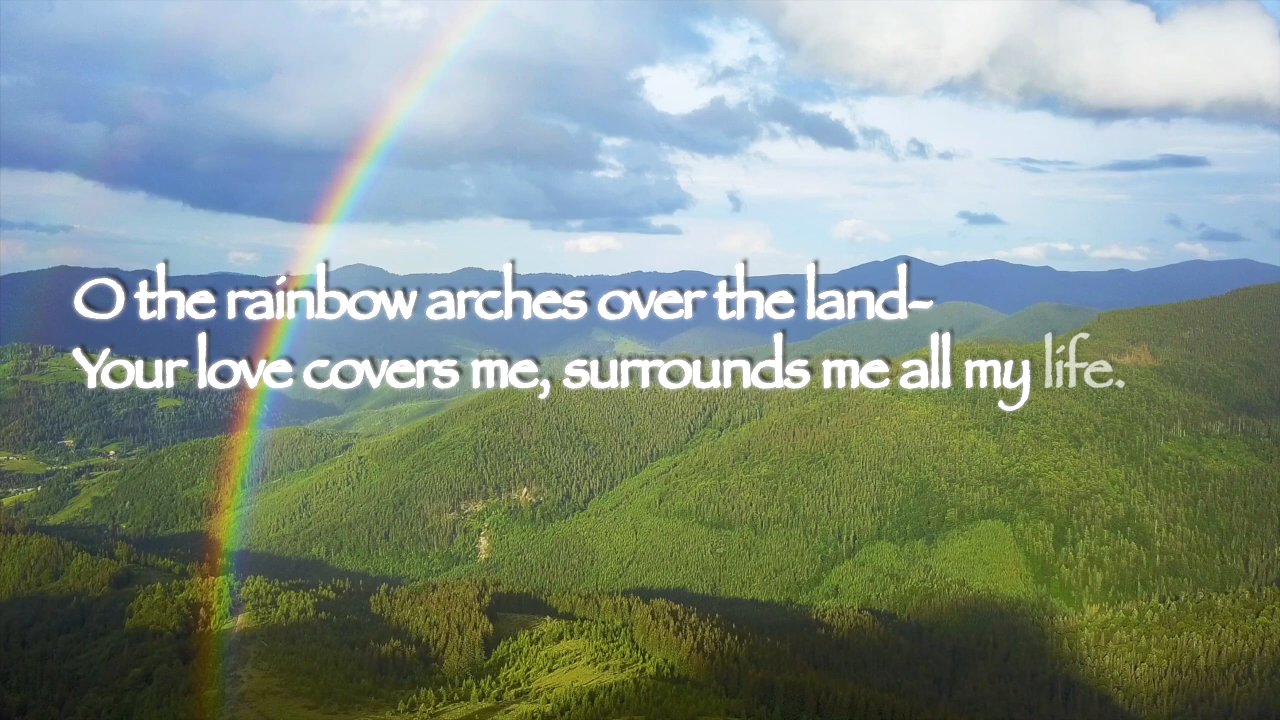 O the rainbow arches over the land-
Your love covers me, surrounds me all my life.